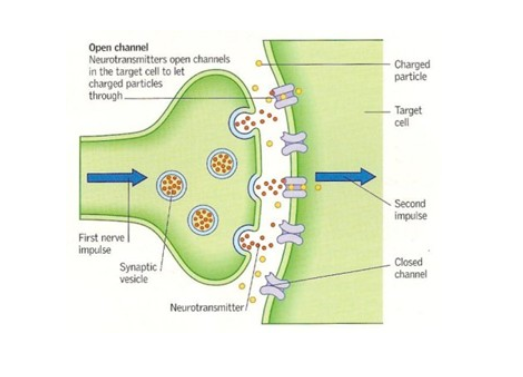 Open channel
Neurotransmitters open channels
in the target cell to let
charged particles
through
Charged
particle
Target
cell
First nerve
impulse
Second
impulse
Synaptic
vesicle
Closed
channel
Neurotransmitter